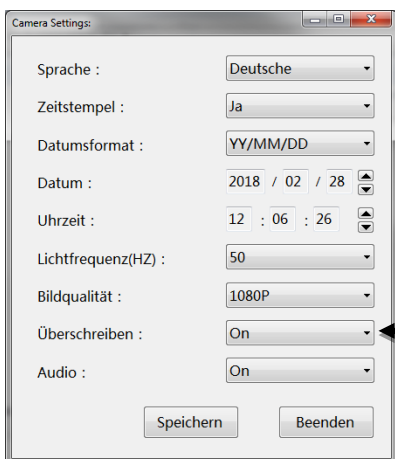 Camera Settings:
Sprache : Deutsche
Zeitstempel : Ja
Datumsformat : YY/MM/DD
Datum : 2018 / 02 / 28
Uhrzeit : 12 : 06 : 26
Lichtfrequenz(HZ) : 50
Bildqualität : 1080P
Überschreiben : On
Audio : On
Speichern Beenden